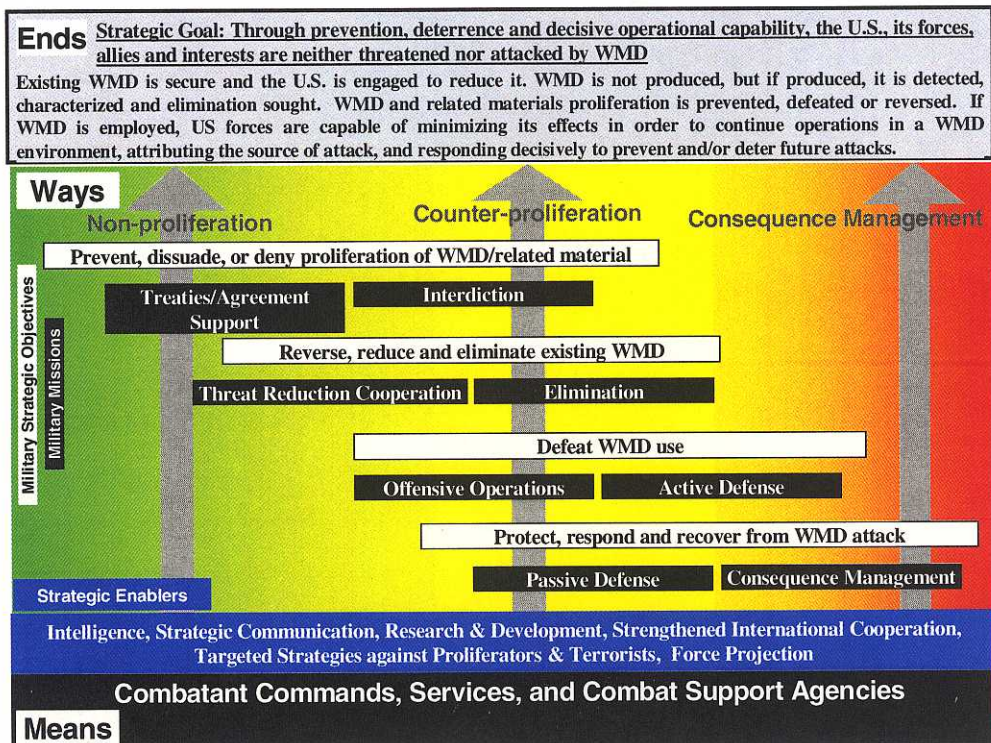 Ends Strategic Goal: Through prevention, deterrence and decisive operational capability, the U.S., its forces,
allies and interests are neither threatened nor attacked by WMD
Existing WMD is secure and the U.S. is engaged to reduce it. WMD is not produced, but if produced, it is detected,
characterized and elimination sought. WMD and related materials proliferation is prevented, defeated or reversed. If
WMD is employed, US forces are capable of minimizing its effects in order to continue operations in a WMD
environment, attributing the source of attack, and responding decisively to prevent and/or deter future attacks.
Ways
Non-proliferation
Counter-proliferation
Consequence Management
Military Strategic Objectives
Military Missions
Prevent, dissuade, or deny proliferation of WMD/related material
Treaties/Agreement
Support
Interdiction
Reverse, reduce and eliminate existing WMD
Threat Reduction Cooperation
Elimination
Defeat WMD use
Offensive Operations
Active Defense
Protect, respond and recover from WMD attack
Passive Defense
Consequence Management
Strategic Enablers
Intelligence, Strategic Communication, Research & Development, Strengthened International Cooperation,
Targeted Strategies against Proliferators & Terrorists, Force Projection
Combatant Commands, Services, and Combat Support Agencies
Means